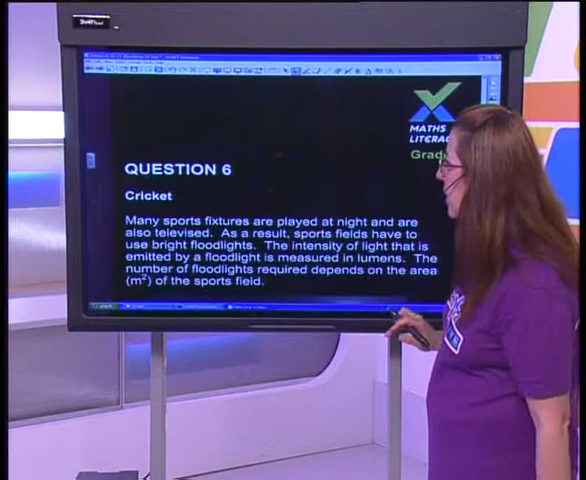 MATHS
LITERAC
Grad
QUESTION 6
Cricket
Many sports fixtures are played at night and are
also televised. As a result, sports fields have to
use bright floodlights. The intensity of light that is
emitted by a floodlight is measured in lumens. The
number of floodlights required depends on the area
(m²) of the sports field.